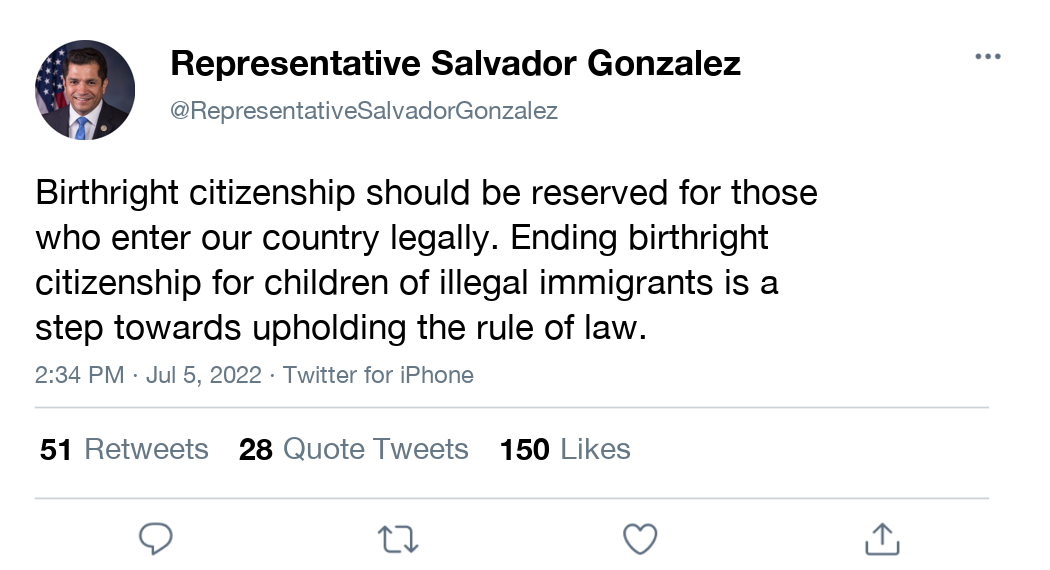 Representative Salvador Gonzalez
@RepresentativeSalvadorGonzalez
Birthright citizenship should be reserved for those
who enter our country legally. Ending birthright
citizenship for children of illegal immigrants is a
step towards upholding the rule of law.
2:34 PM · Jul 5, 2022 · Twitter for iPhone
51 Retweets 28 Quote Tweets 150 Likes